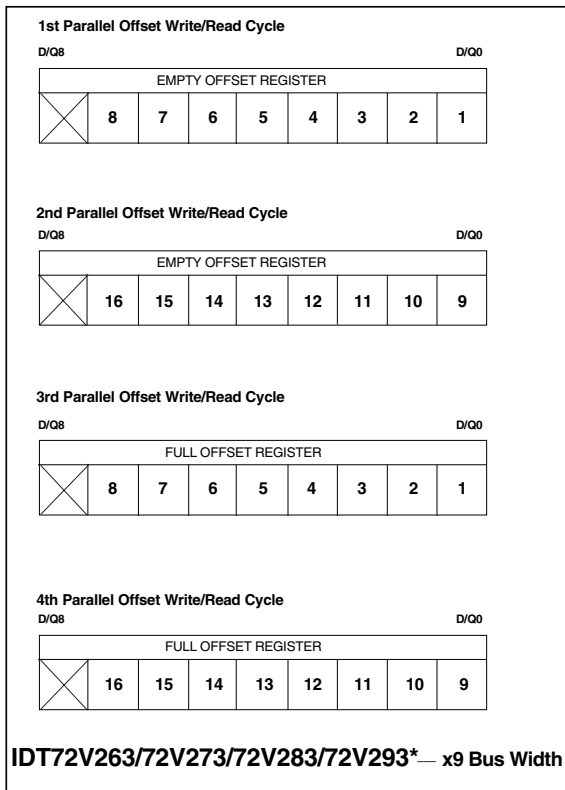 1st Parallel Offset Write/Read Cycle
D/Q8 D/Q0
EMPTY OFFSET REGISTER
8 7 6 5 4 3 2 1
2nd Parallel Offset Write/Read Cycle
D/Q8 D/Q0
EMPTY OFFSET REGISTER
16 15 14 13 12 11 10 9
3rd Parallel Offset Write/Read Cycle
D/Q8 D/Q0
FULL OFFSET REGISTER
8 7 6 5 4 3 2 1
4th Parallel Offset Write/Read Cycle
D/Q8 D/Q0
FULL OFFSET REGISTER
16 15 14 13 12 11 10 9
IDT72V263/72V273/72V283/72V293*— x9 Bus Width